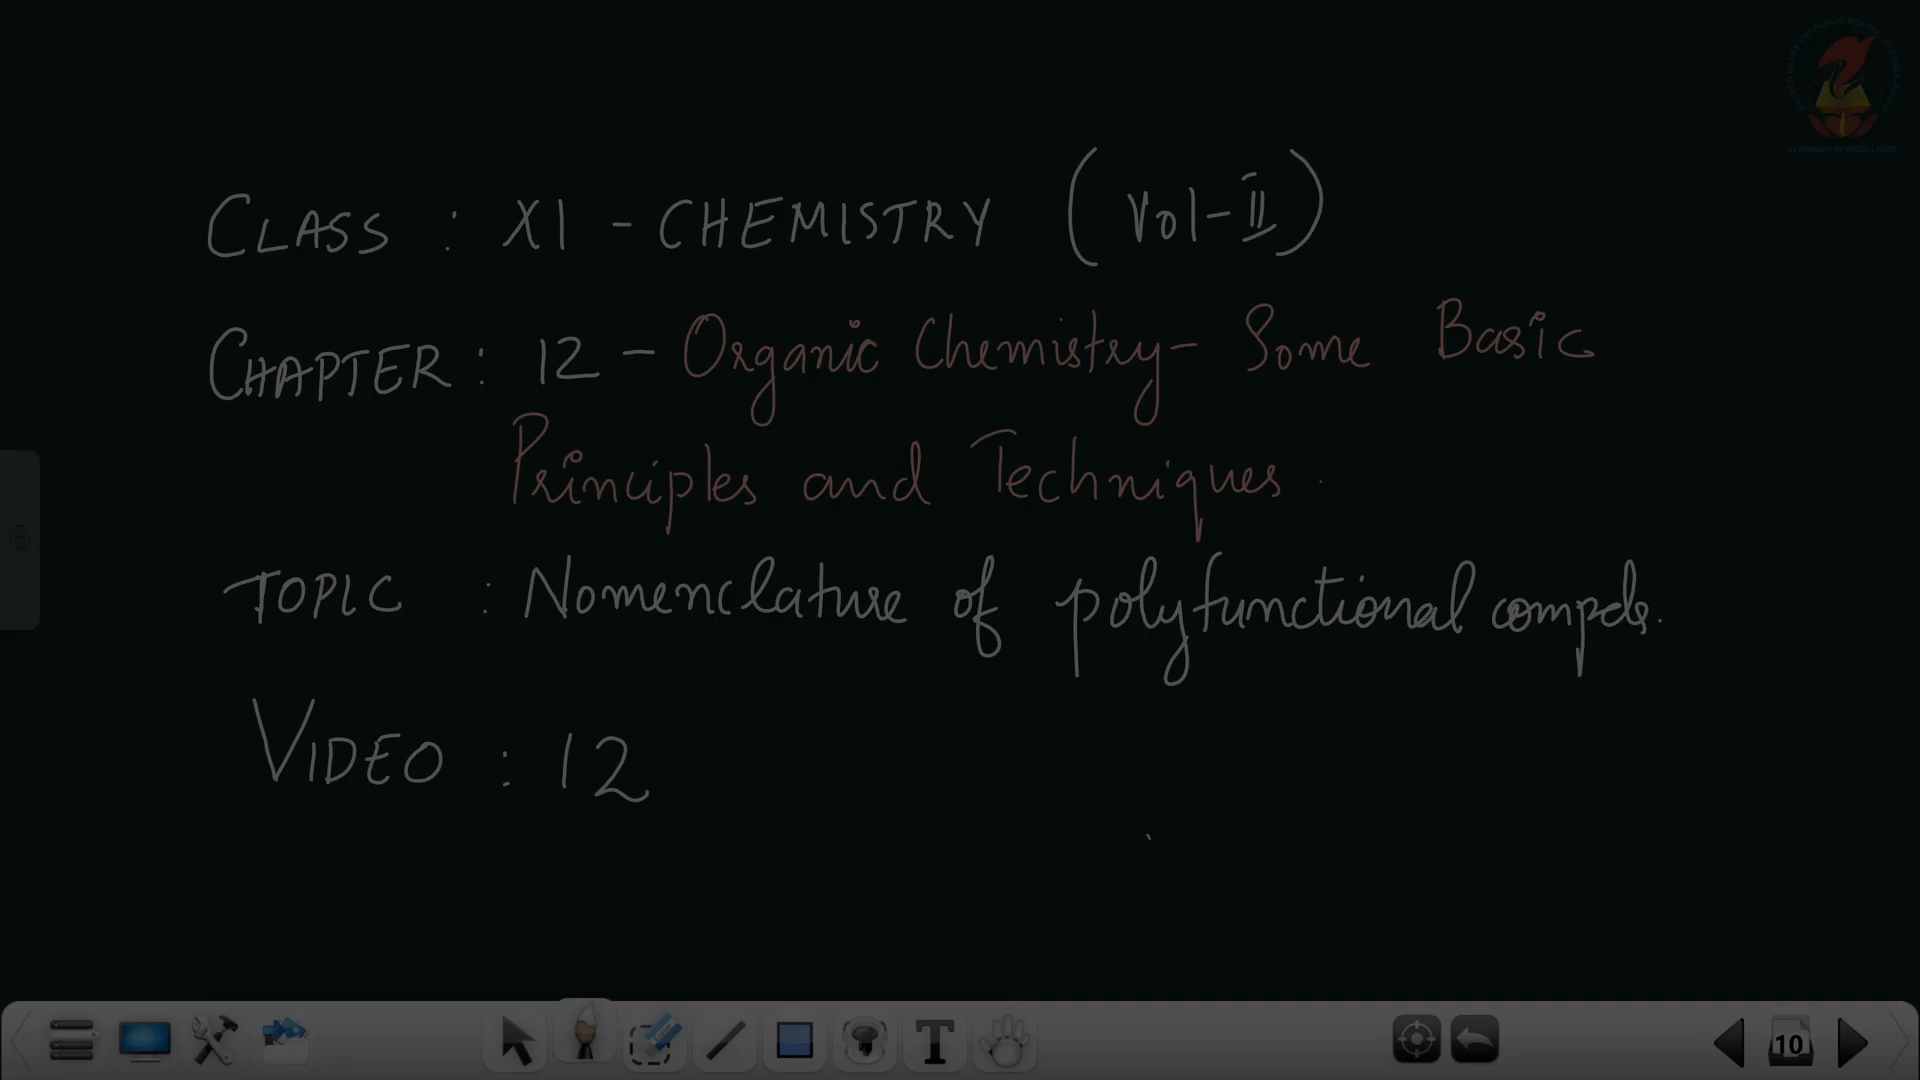 CLASS : XI - CHEMISTRY (Vol-II)
CHAPTER : 12 - Organic Chemistry - Some Basic
Principles and Techniques.
TOPIC : Nomenclature of polyfunctional compds.
VIDEO : 12
10